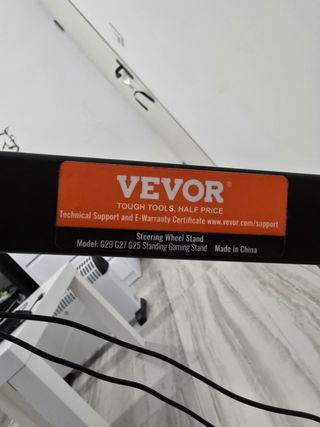 VEVOR®
TOUGH TOOLS, HALF PRICE
Technical Support and E-Warranty Certificate www.vevor.com/support
Steering Wheel Stand
Model: G29 G27 G25 Standing Gaming Stand Made in China